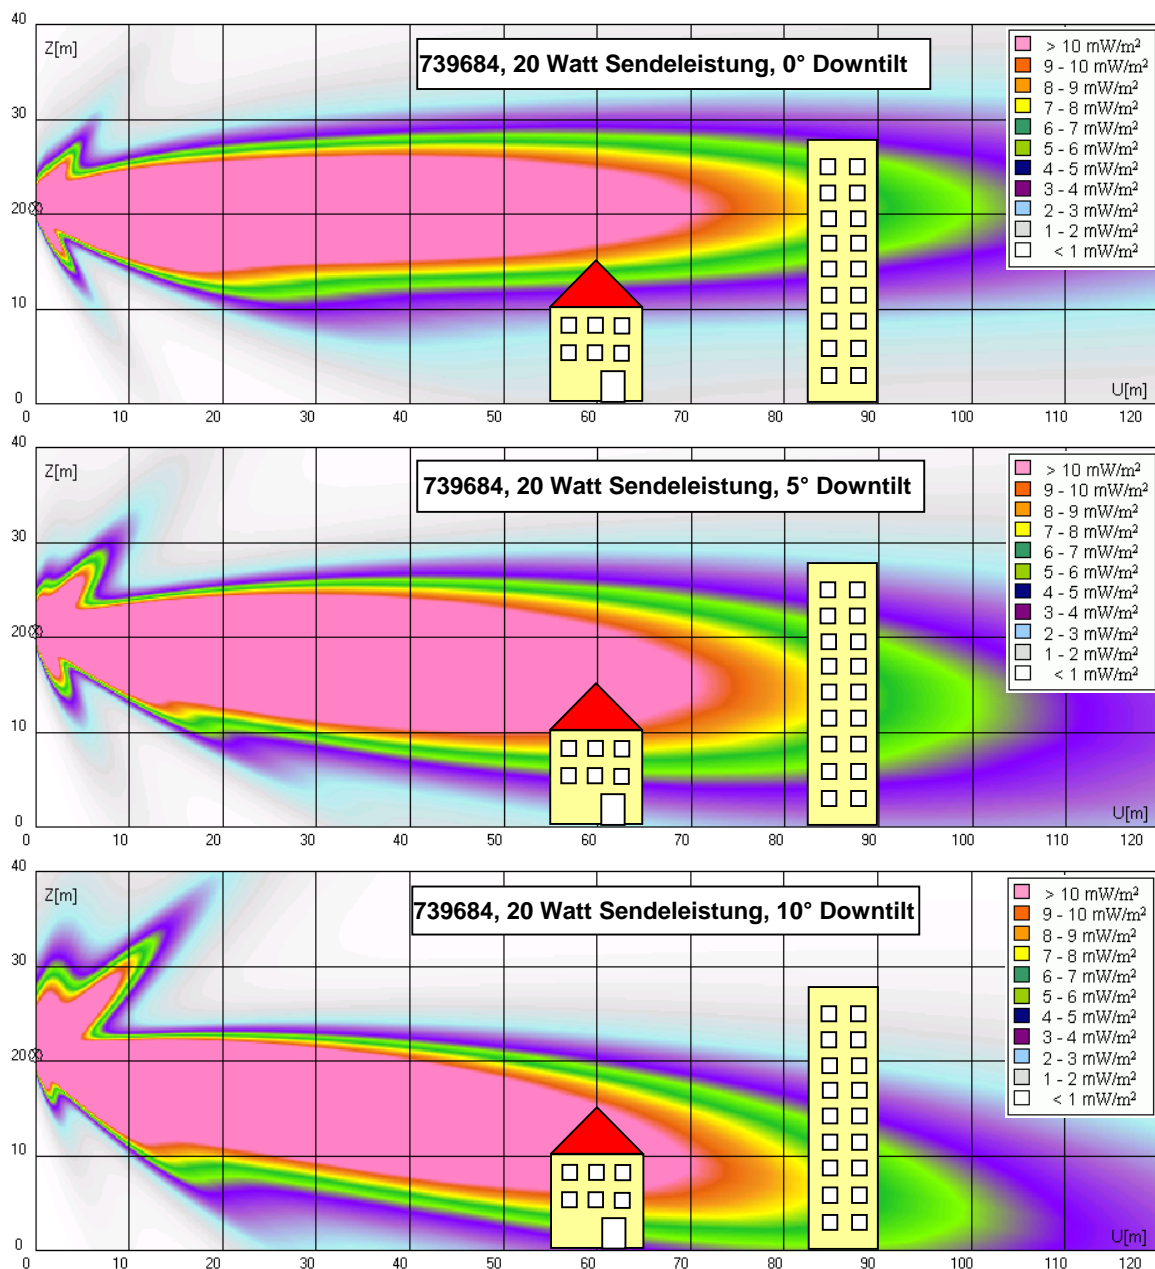 40
Z[m]
739684, 20 Watt Sendeleistung, 0° Downtilt
> 10 mW/m²
9 - 10 mW/m²
8 - 9 mW/m²
7 - 8 mW/m²
6 - 7 mW/m²
5 - 6 mW/m²
4 - 5 mW/m²
3 - 4 mW/m²
2 - 3 mW/m²
1 - 2 mW/m²
< 1 mW/m²
30
20
10
0
U[m]
0 10 20 30 40 50 60 70 80 90 100 110 120
40
Z[m]
739684, 20 Watt Sendeleistung, 5° Downtilt
> 10 mW/m²
9 - 10 mW/m²
8 - 9 mW/m²
7 - 8 mW/m²
6 - 7 mW/m²
5 - 6 mW/m²
4 - 5 mW/m²
3 - 4 mW/m²
2 - 3 mW/m²
1 - 2 mW/m²
< 1 mW/m²
30
20
10
0
U[m]
0 10 20 30 40 50 60 70 80 90 100 110 120
40
Z[m]
739684, 20 Watt Sendeleistung, 10° Downtilt
> 10 mW/m²
9 - 10 mW/m²
8 - 9 mW/m²
7 - 8 mW/m²
6 - 7 mW/m²
5 - 6 mW/m²
4 - 5 mW/m²
3 - 4 mW/m²
2 - 3 mW/m²
1 - 2 mW/m²
< 1 mW/m²
30
20
10
0
U[m]
0 10 20 30 40 50 60 70 80 90 100 110 120